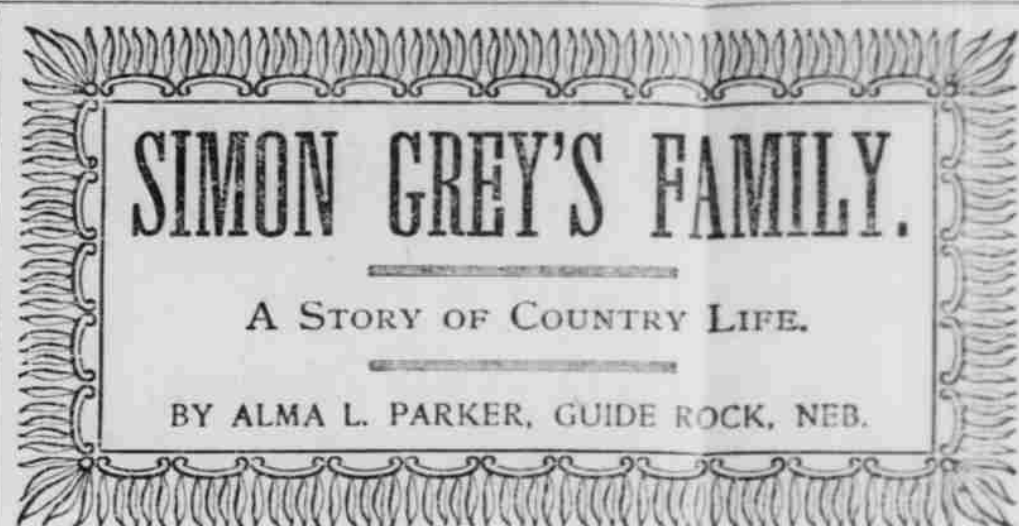 SIMON GREY'S FAMILY.
A STORY OF COUNTRY LIFE.
BY ALMA L. PARKER, GUIDE ROCK, NEB.